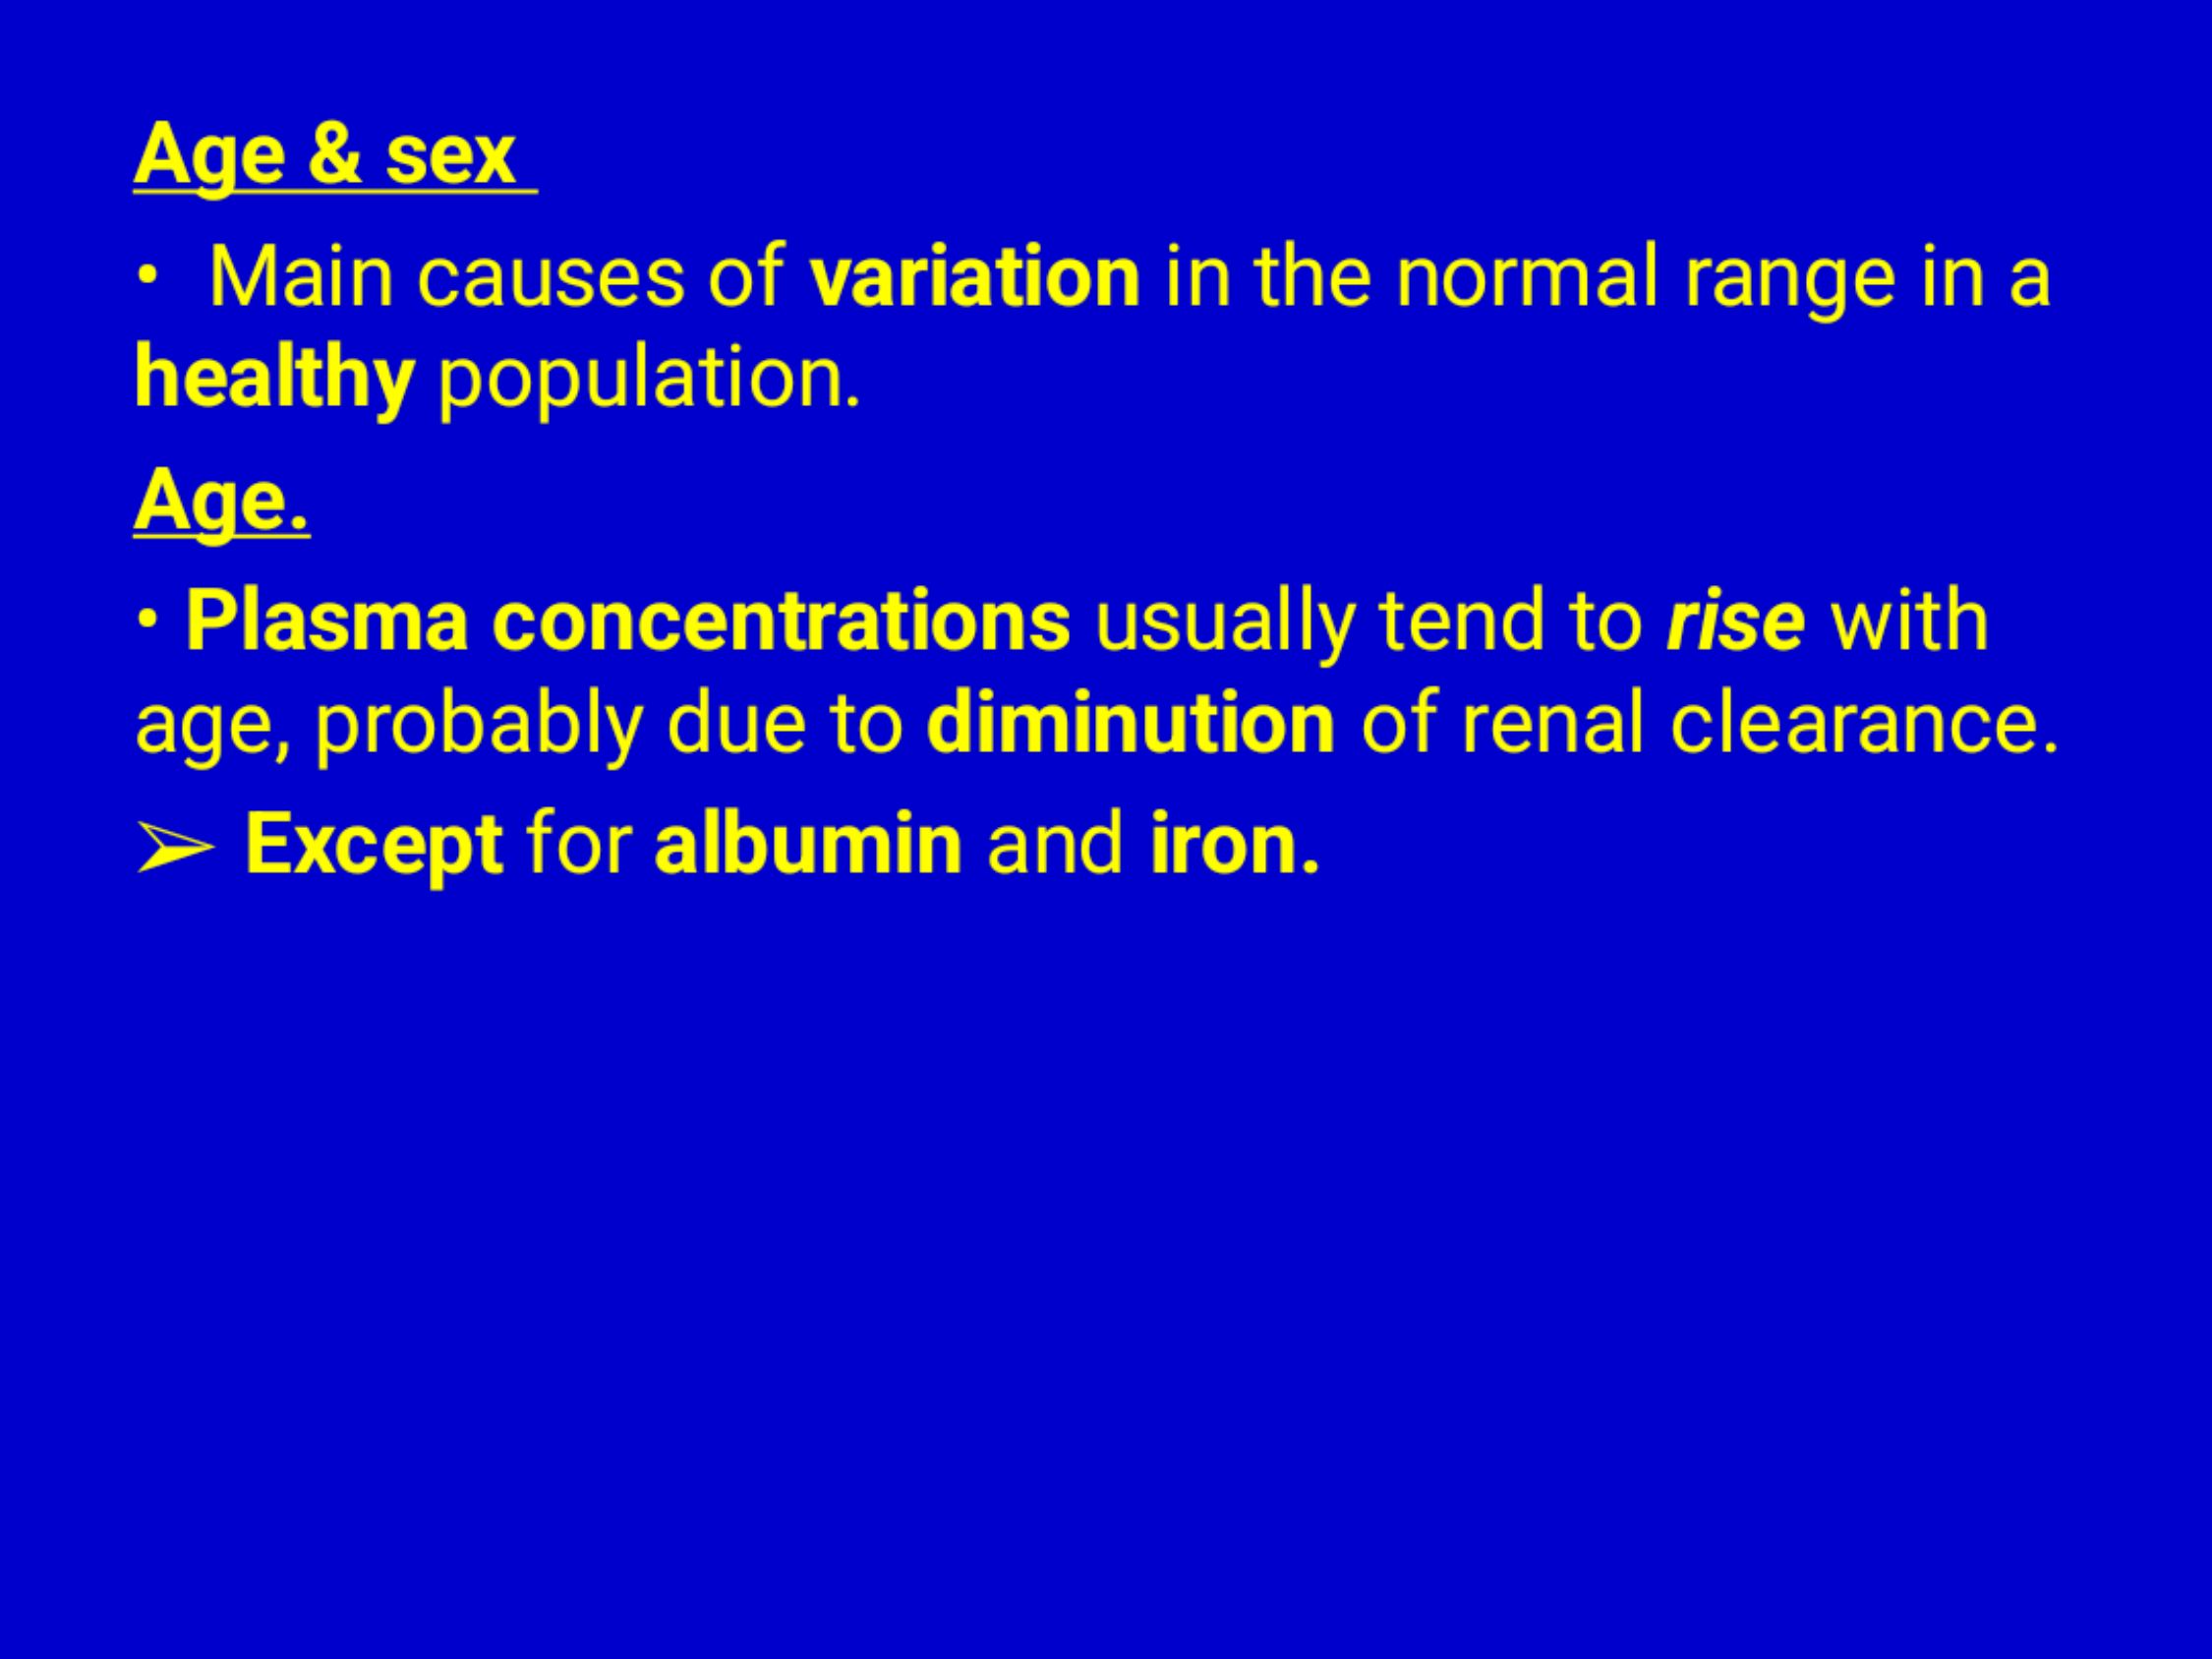 Age & sex
• Main causes of variation in the normal range in a
healthy population.
Age.
• Plasma concentrations usually tend to rise with
age, probably due to diminution of renal clearance.
➢ Except for albumin and iron.